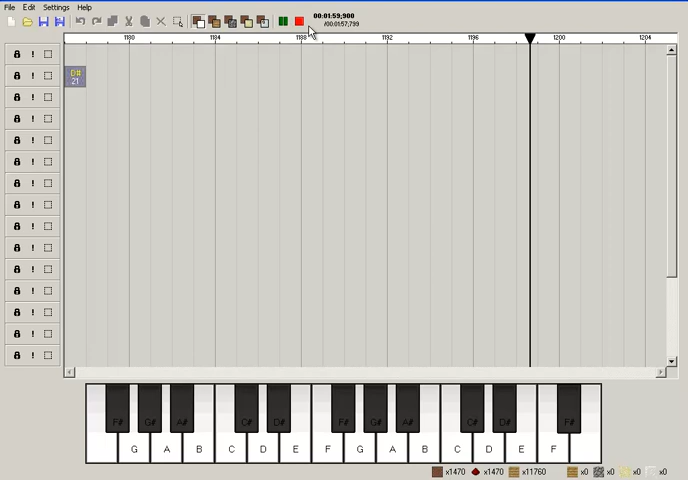 File Edit Settings Help
00:01:59;900
/00:01:57;799
1180 1184 1188 1192 1196 1200 1204
D#
21
F# G# A# C# D# F# G# A# C# D# F#
G A B C D E F G A B C D E F
x1470 x1470 x11760 x0 x0 x0 x0